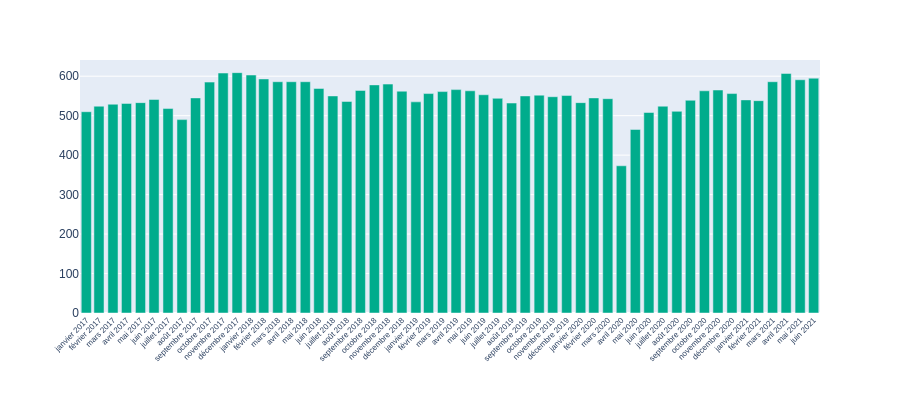 600
500
400
300
200
100
0
janvier 2017
février 2017
mars 2017
avril 2017
mai 2017
juin 2017
juillet 2017
août 2017
septembre 2017
octobre 2017
novembre 2017
décembre 2017
janvier 2018
février 2018
mars 2018
avril 2018
mai 2018
juin 2018
juillet 2018
août 2018
septembre 2018
octobre 2018
novembre 2018
décembre 2018
janvier 2019
février 2019
mars 2019
avril 2019
mai 2019
juin 2019
juillet 2019
août 2019
septembre 2019
octobre 2019
novembre 2019
décembre 2019
janvier 2020
février 2020
mars 2020
avril 2020
mai 2020
juin 2020
juillet 2020
août 2020
septembre 2020
octobre 2020
novembre 2020
décembre 2020
janvier 2021
février 2021
mars 2021
avril 2021
mai 2021
juin 2021